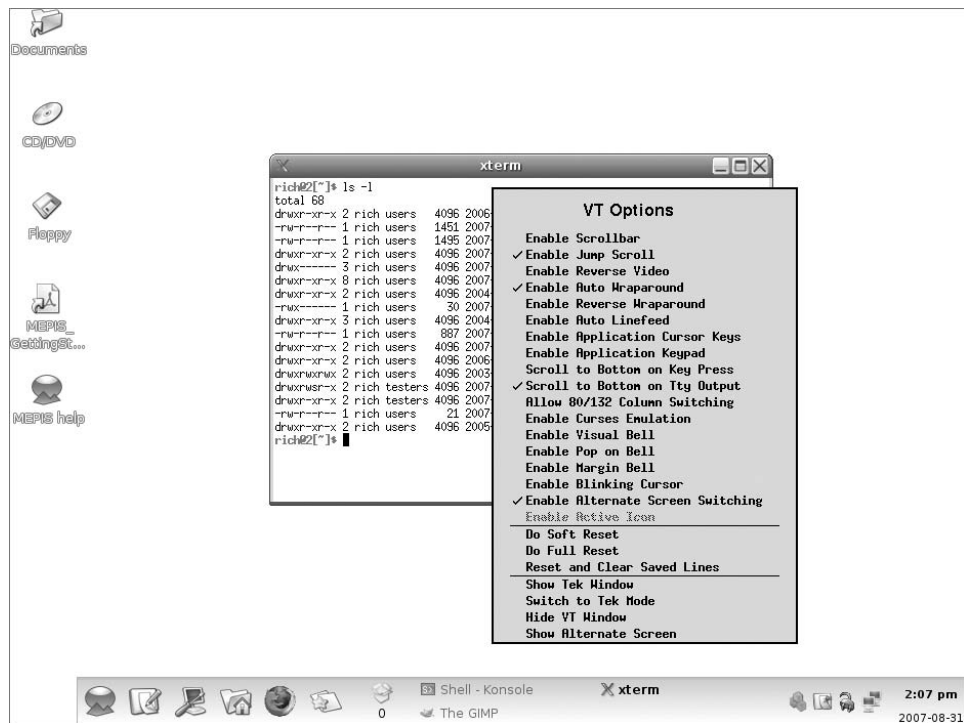 Documents
CD/DVD
Floppy
MEPIS_
GettingSt...
MEPIS help
xterm
rich@2[~]$ ls -l
total 68
drwxr-xr-x 2 rich users 4096 2006-
-rw-r--r-- 1 rich users 1451 2007-
-rw-r--r-- 1 rich users 1495 2007-
drwxr-xr-x 2 rich users 4096 2007-
drwx------ 3 rich users 4096 2007-
drwxr-xr-x 8 rich users 4096 2007-
drwxr-xr-x 2 rich users 4096 2004-
-rwx------ 1 rich users 30 2007-
drwxr-xr-x 3 rich users 4096 2004-
-rw-r--r-- 1 rich users 887 2007-
drwxr-xr-x 2 rich users 4096 2007-
drwxr-xr-x 2 rich users 4096 2006-
drwxrwxrwx 2 rich users 4096 2003-
drwxrwsr-x 2 rich testers 4096 2007-
drwxr-xr-x 2 rich testers 4096 2007-
-rw-r--r-- 1 rich users 21 2007-
drwxr-xr-x 2 rich users 4096 2005-
rich@2[~]$
VT Options
Enable Scrollbar
✓ Enable Jump Scroll
Enable Reverse Video
✓ Enable Auto Wraparound
Enable Reverse Wraparound
Enable Auto Linefeed
Enable Application Cursor Keys
Enable Application Keypad
Scroll to Bottom on Key Press
✓ Scroll to Bottom on Tty Output
Allow 80/132 Column Switching
Enable Curses Emulation
Enable Visual Bell
Enable Pop on Bell
Enable Margin Bell
Enable Blinking Cursor
✓ Enable Alternate Screen Switching
Enable Active Icon
Do Soft Reset
Do Full Reset
Reset and Clear Saved Lines
Show Tek Window
Switch to Tek Mode
Hide VT Window
Show Alternate Screen
0
Shell - Konsole
The GIMP
xterm
2:07 pm
2007-08-31